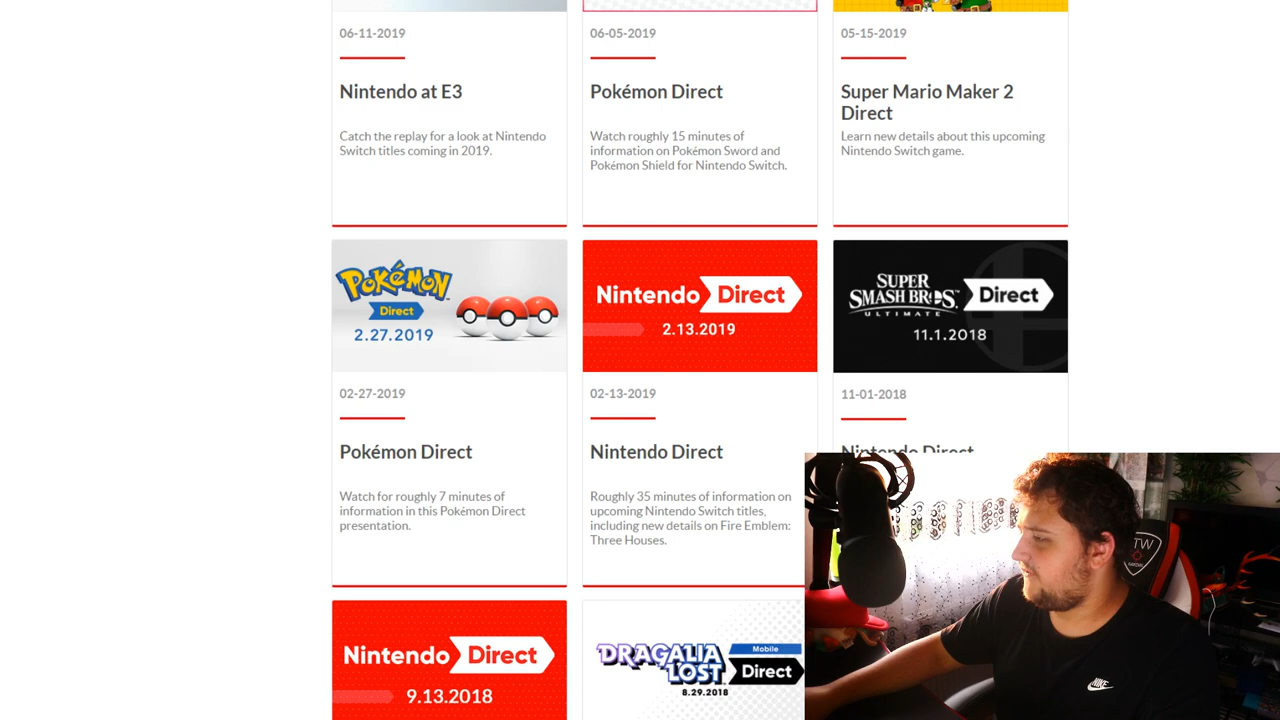 06-11-2019
Nintendo at E3
Catch the replay for a look at Nintendo
Switch titles coming in 2019.
06-05-2019
Pokémon Direct
Watch roughly 15 minutes of
information on Pokémon Sword and
Pokémon Shield for Nintendo Switch.
05-15-2019
Super Mario Maker 2
Direct
Learn new details about this upcoming
Nintendo Switch game.
POKéMON
Direct
2.27.2019
02-27-2019
Pokémon Direct
Watch for roughly 7 minutes of
information in this Pokémon Direct
presentation.
Nintendo Direct
2.13.2019
02-13-2019
Nintendo Direct
Roughly 35 minutes of information on
upcoming Nintendo Switch titles,
including new details on Fire Emblem:
Three Houses.
SUPER
SMASH BROS.™
ULTIMATE
Direct
11.1.2018
11-01-2018
Nintendo Direct
Nintendo Direct
9.13.2018
DRAGALIA
LOST
Mobile
Direct
8.29.2018
TW
NIKE